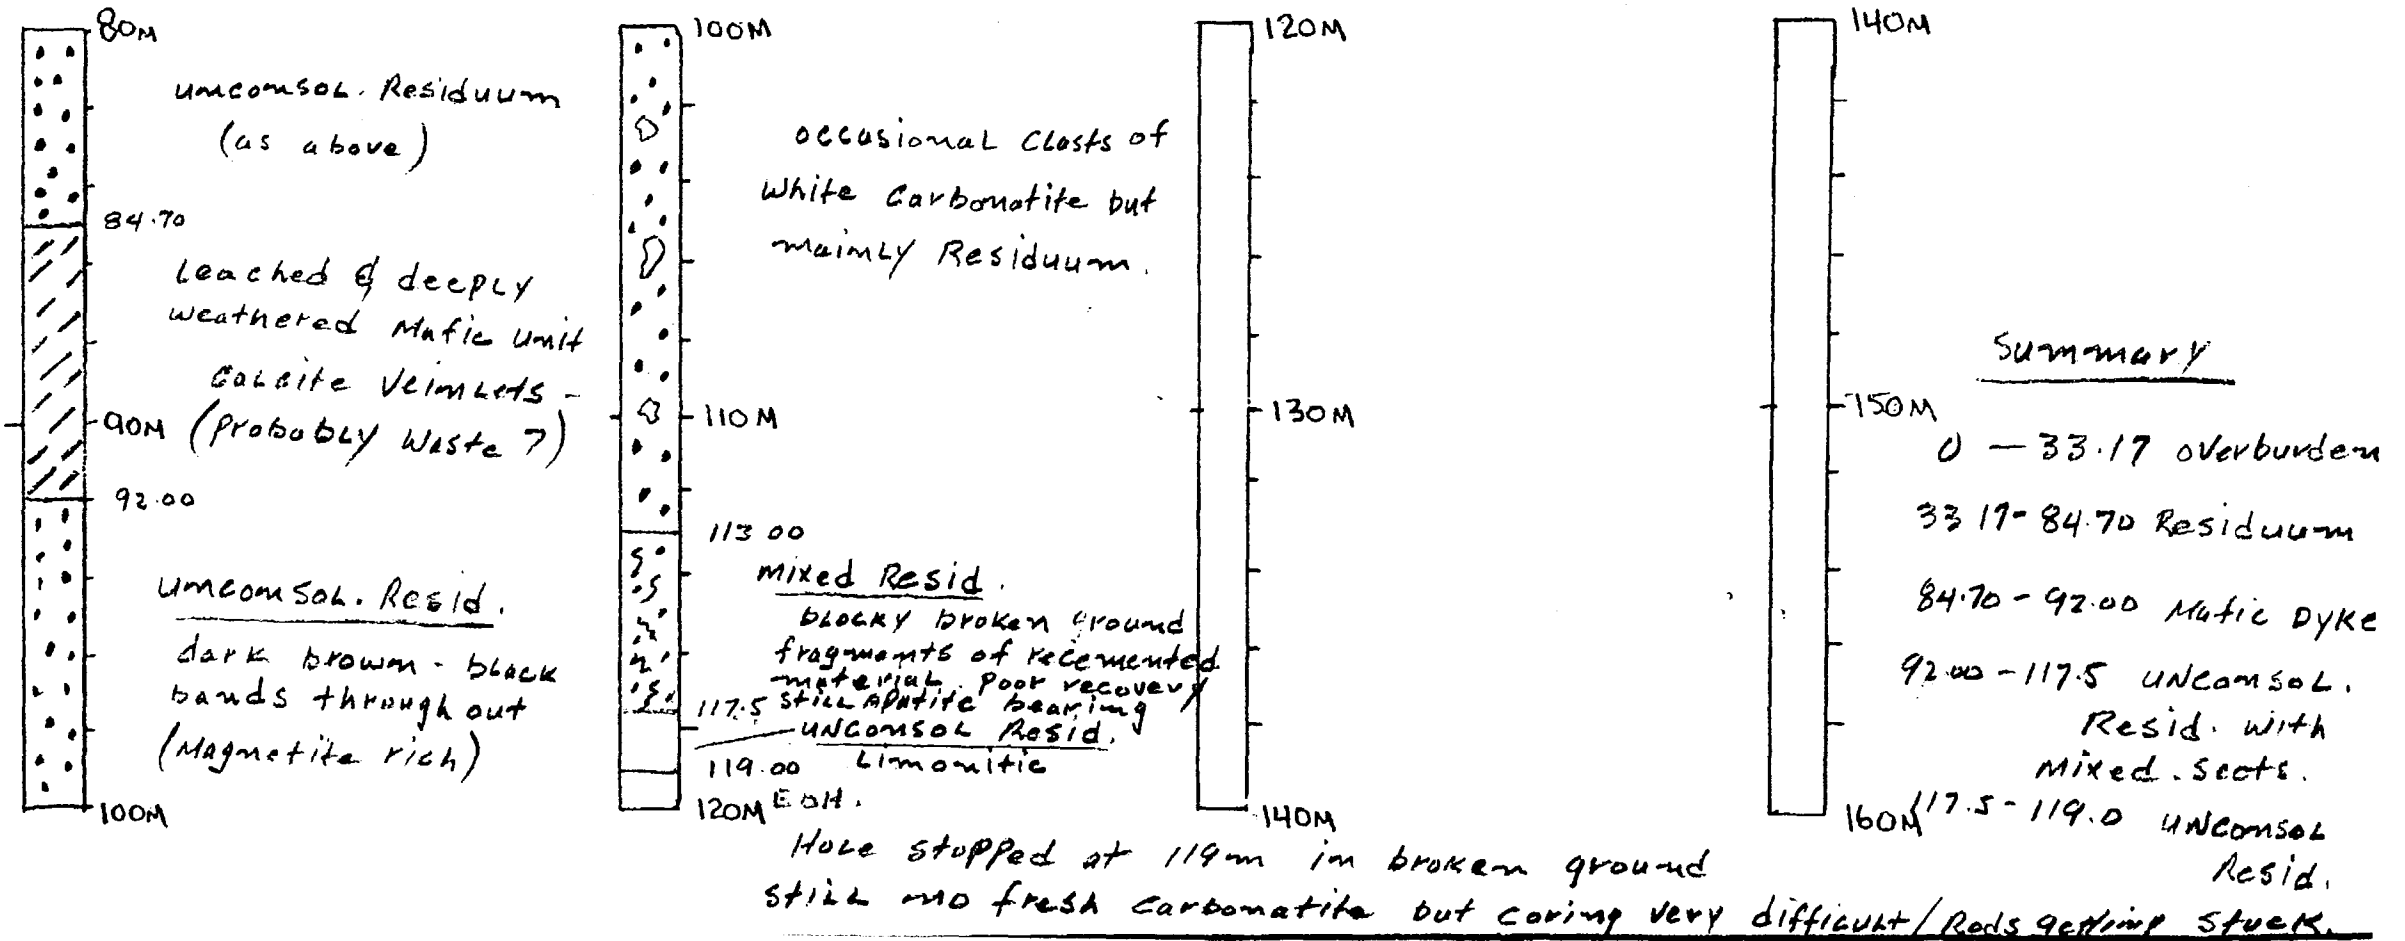 80M
unconsol. Residuum
(as above)
84.70
Leached & deeply
weathered Mafic unit
Calcite Veinlets -
90M (Probably Waste ?)
92.00
unconsol. Resid.
dark brown - black
bands throughout
(Magnetite rich)
100M
100M
occasional Clasts of
White Carbonatite but
mainly Residuum.
110M
113 00
Mixed Resid.
blocky broken ground
fragments of recemented
material. Poor recovery
still apatite bearing
117.5
UNconsol Resid.
Limonitic
119.00
EOH.
120M
120M
130M
140M
140M
150M
160M
Summary
0 - 33.17 overburden
33 17 - 84.70 Residuum
84.70 - 92.00 Mafic Dyke
92.00 - 117.5 UNconsol.
Resid. with
Mixed. Sects.
117.5 - 119.0 UNconsol
Resid.
Hole stopped at 119m in broken ground
still no fresh carbonatite but coring very difficult/Rods getting stuck.